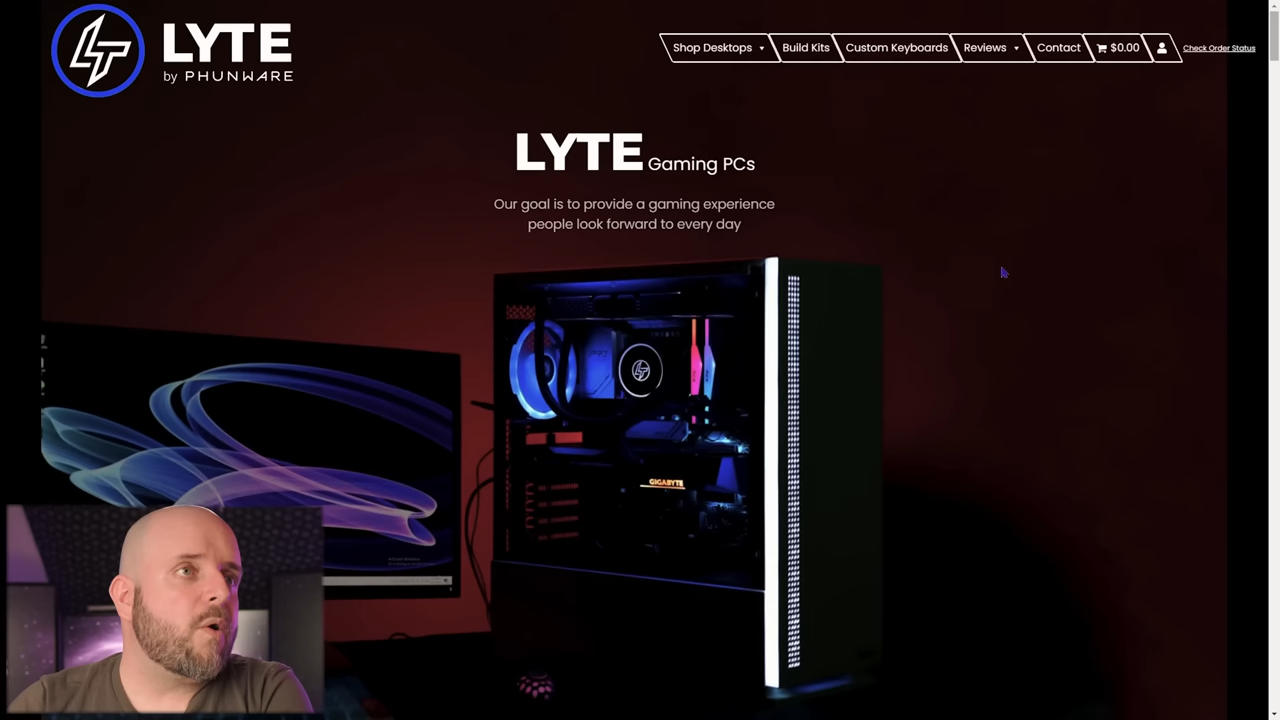 LYTE
by PHUNWARE
Shop Desktops
Build Kits
Custom Keyboards
Reviews
Contact
$0.00
Check Order Status
LYTE Gaming PCs
Our goal is to provide a gaming experience
people look forward to every day
GIGABYTE